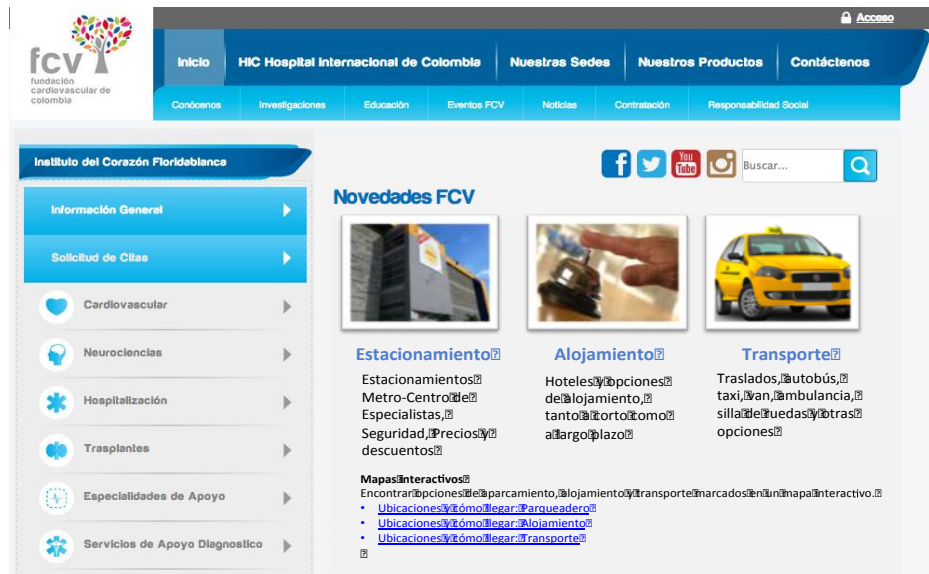 Acceso
fcv
fundación
cardiovascular de
colombia
Inicio
HIC Hospital Internacional de Colombia
Nuestras Sedes
Nuestros Productos
Contáctenos
Conócenos
Investigaciones
Educación
Eventos FCV
Noticias
Contratación
Responsabilidad Social
Instituto del Corazón Floridablanca
Información General
Solicitud de Citas
Cardiovascular
Neurociencias
Hospitalización
Trasplantes
Especialidades de Apoyo
Servicios de Apoyo Diagnostico
You
Tube
Buscar...
Novedades FCV
TAXI
Estacionamiento
Estacionamientos
Metro-Centro de
Especialistas,
Seguridad, Precios y
descuentos
Alojamiento
Hoteles y opciones
de alojamiento,
tanto a corto como
a largo plazo
Transporte
Traslados, autobús,
taxi, van, ambulancia,
silla de ruedas y otras
opciones
Mapas interactivos
Encontrar opciones de aparcamiento, alojamiento y transporte marcados en un mapa interactivo.
• Ubicaciones y cómo llegar: Parqueadero
• Ubicaciones y cómo llegar: Alojamiento
• Ubicaciones y cómo llegar: Transporte